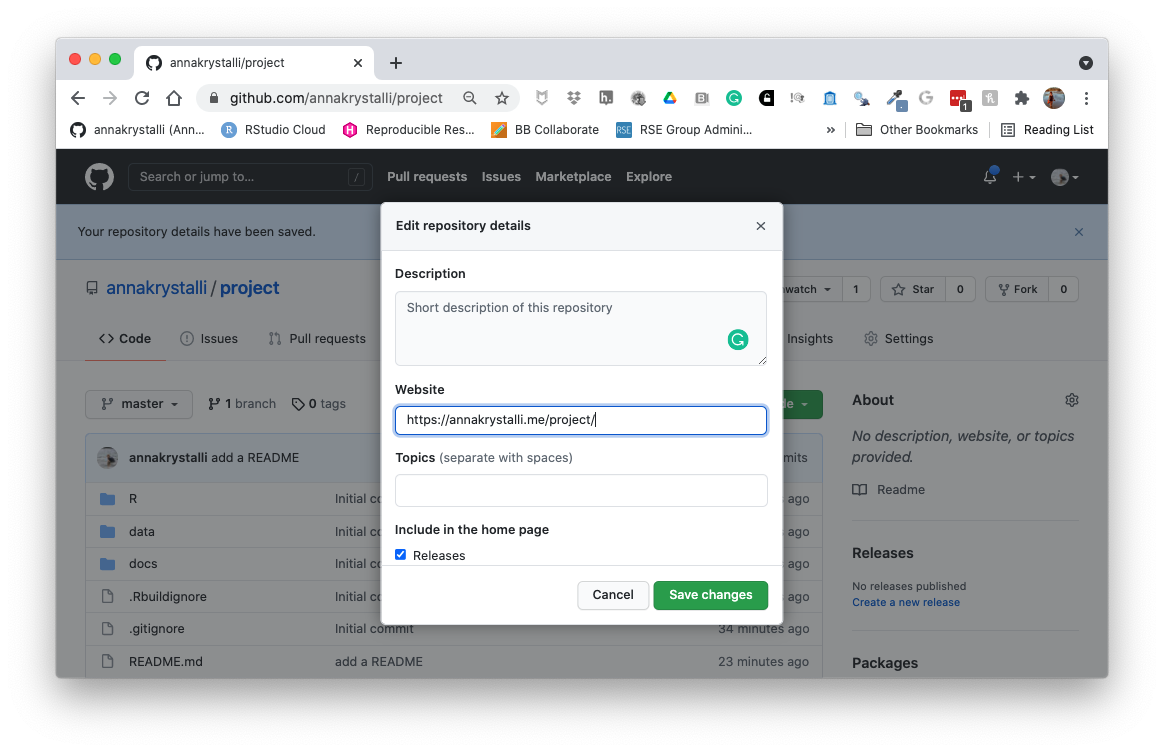 annakrystalli/project
github.com/annakrystalli/project
annakrystalli (Ann... RStudio Cloud Reproducible Res... BB Collaborate RSE RSE Group Admini... » Other Bookmarks Reading List
Search or jump to... / Pull requests Issues Marketplace Explore
Your repository details have been saved.
annakrystalli / project
watch 1 Star 0 Fork 0
Code Issues Pull requests Insights Settings
master 1 branch 0 tags
annakrystalli add a README
R Initial co ago
data Initial co ago
docs Initial co ago
.Rbuildignore Initial co ago
.gitignore Initial commit 34 minutes ago
README.md add a README 23 minutes ago
Edit repository details
Description
Short description of this repository
Website
https://annakrystalli.me/project/
Topics (separate with spaces)
Include in the home page
Releases
Cancel Save changes
About
No description, website, or topics
provided.
Readme
Releases
No releases published
Create a new release
Packages